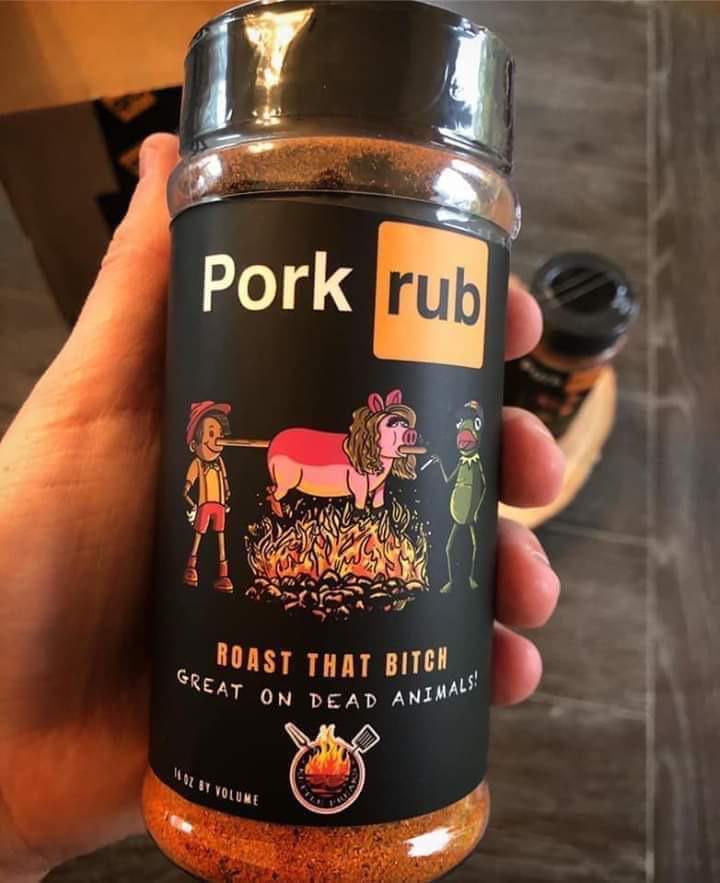 Pork rub
ROAST THAT BITCH
GREAT ON DEAD ANIMALS!
16 OZ BY VOLUME